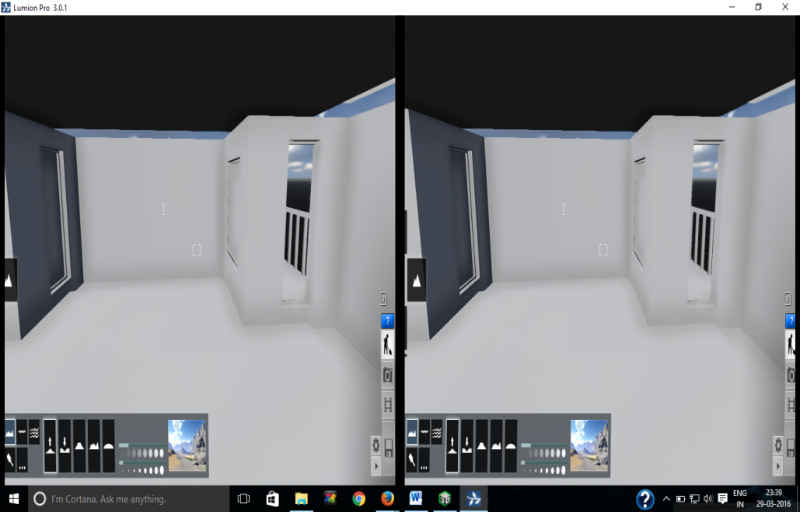 Lumion Pro 3.0.1
?
?
I'm Cortana. Ask me anything.
W
?
ENG
IN
23:39
29-03-2016